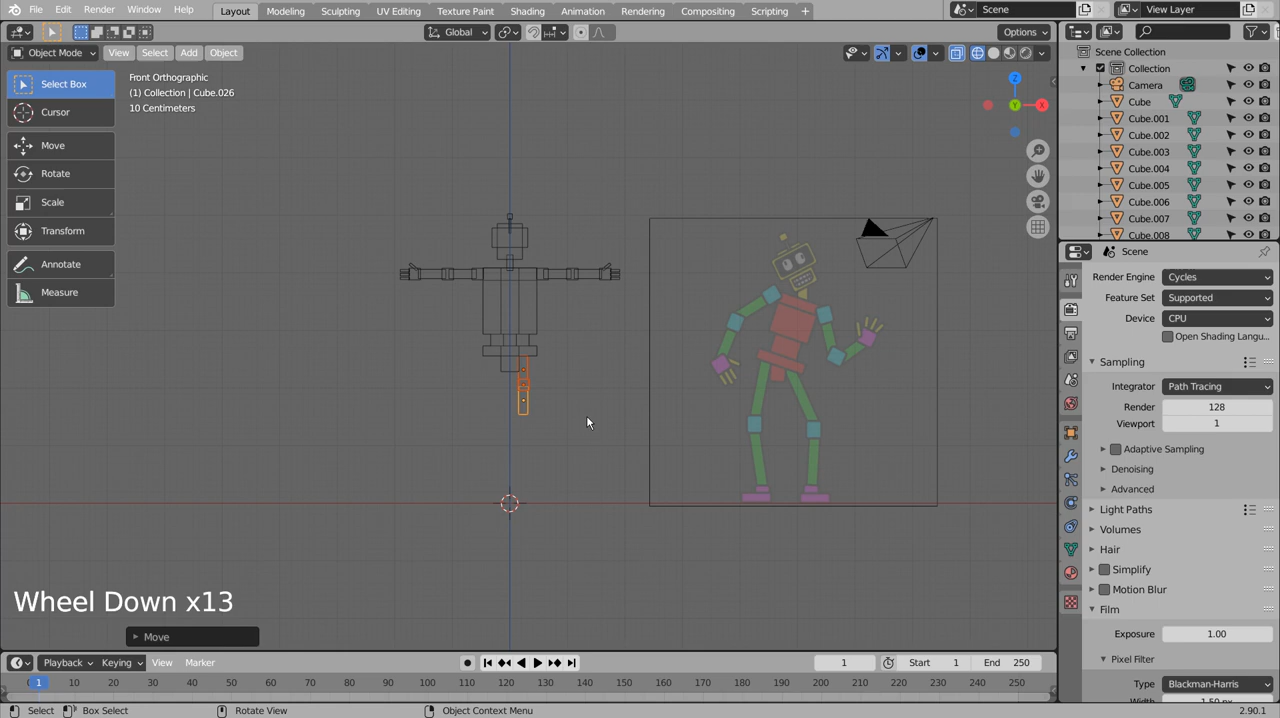 File Edit Render Window Help Layout Modeling Sculpting UV Editing Texture Paint Shading Animation Rendering Compositing Scripting + Scene View Layer
Global Options
Object Mode View Select Add Object
Scene Collection
Collection
Camera
Cube
Cube.001
Cube.002
Cube.003
Cube.004
Cube.005
Cube.006
Cube.007
Cube.008
Select Box
Cursor
Move
Rotate
Scale
Transform
Annotate
Measure
Front Orthographic
(1) Collection | Cube.026
10 Centimeters
Z
Y
X
Scene
Render Engine Cycles
Feature Set Supported
Device CPU
Open Shading Langu...
Sampling
Integrator Path Tracing
Render 128
Viewport 1
Adaptive Sampling
Denoising
Advanced
Light Paths
Volumes
Hair
Simplify
Motion Blur
Film
Exposure 1.00
Pixel Filter
Type Blackman-Harris
Width 1.50 px
Wheel Down x13
Move
Playback Keying View Marker 1 Start 1 End 250
1 10 20 30 40 50 60 70 80 90 100 110 120 130 140 150 160 170 180 190 200 210 220 230 240 250
Select Box Select Rotate View Object Context Menu 2.90.1